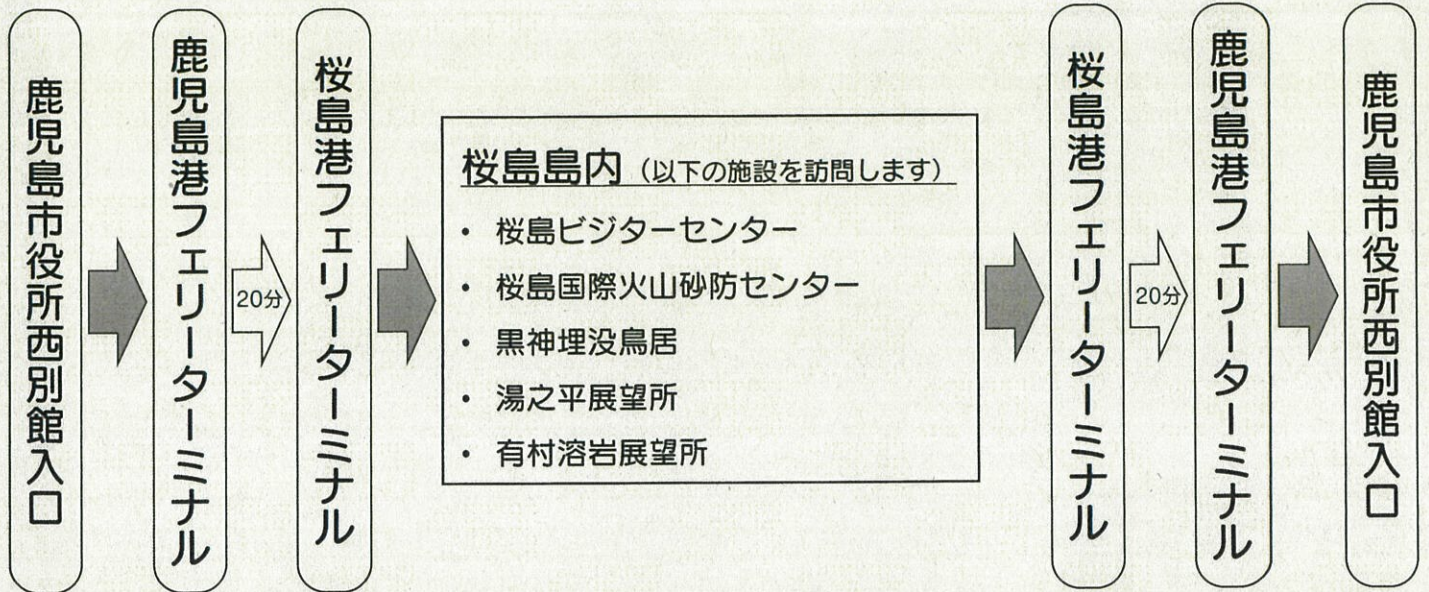 鹿児島市役所西別館入口
鹿児島港フェリーターミナル
20分
桜島港フェリーターミナル
桜島島内（以下の施設を訪問します）
・ 桜島ビジターセンター
・ 桜島国際火山砂防センター
・ 黒神埋没鳥居
・ 湯之平展望所
・ 有村溶岩展望所
桜島港フェリーターミナル
20分
鹿児島港フェリーターミナル
鹿児島市役所西別館入口